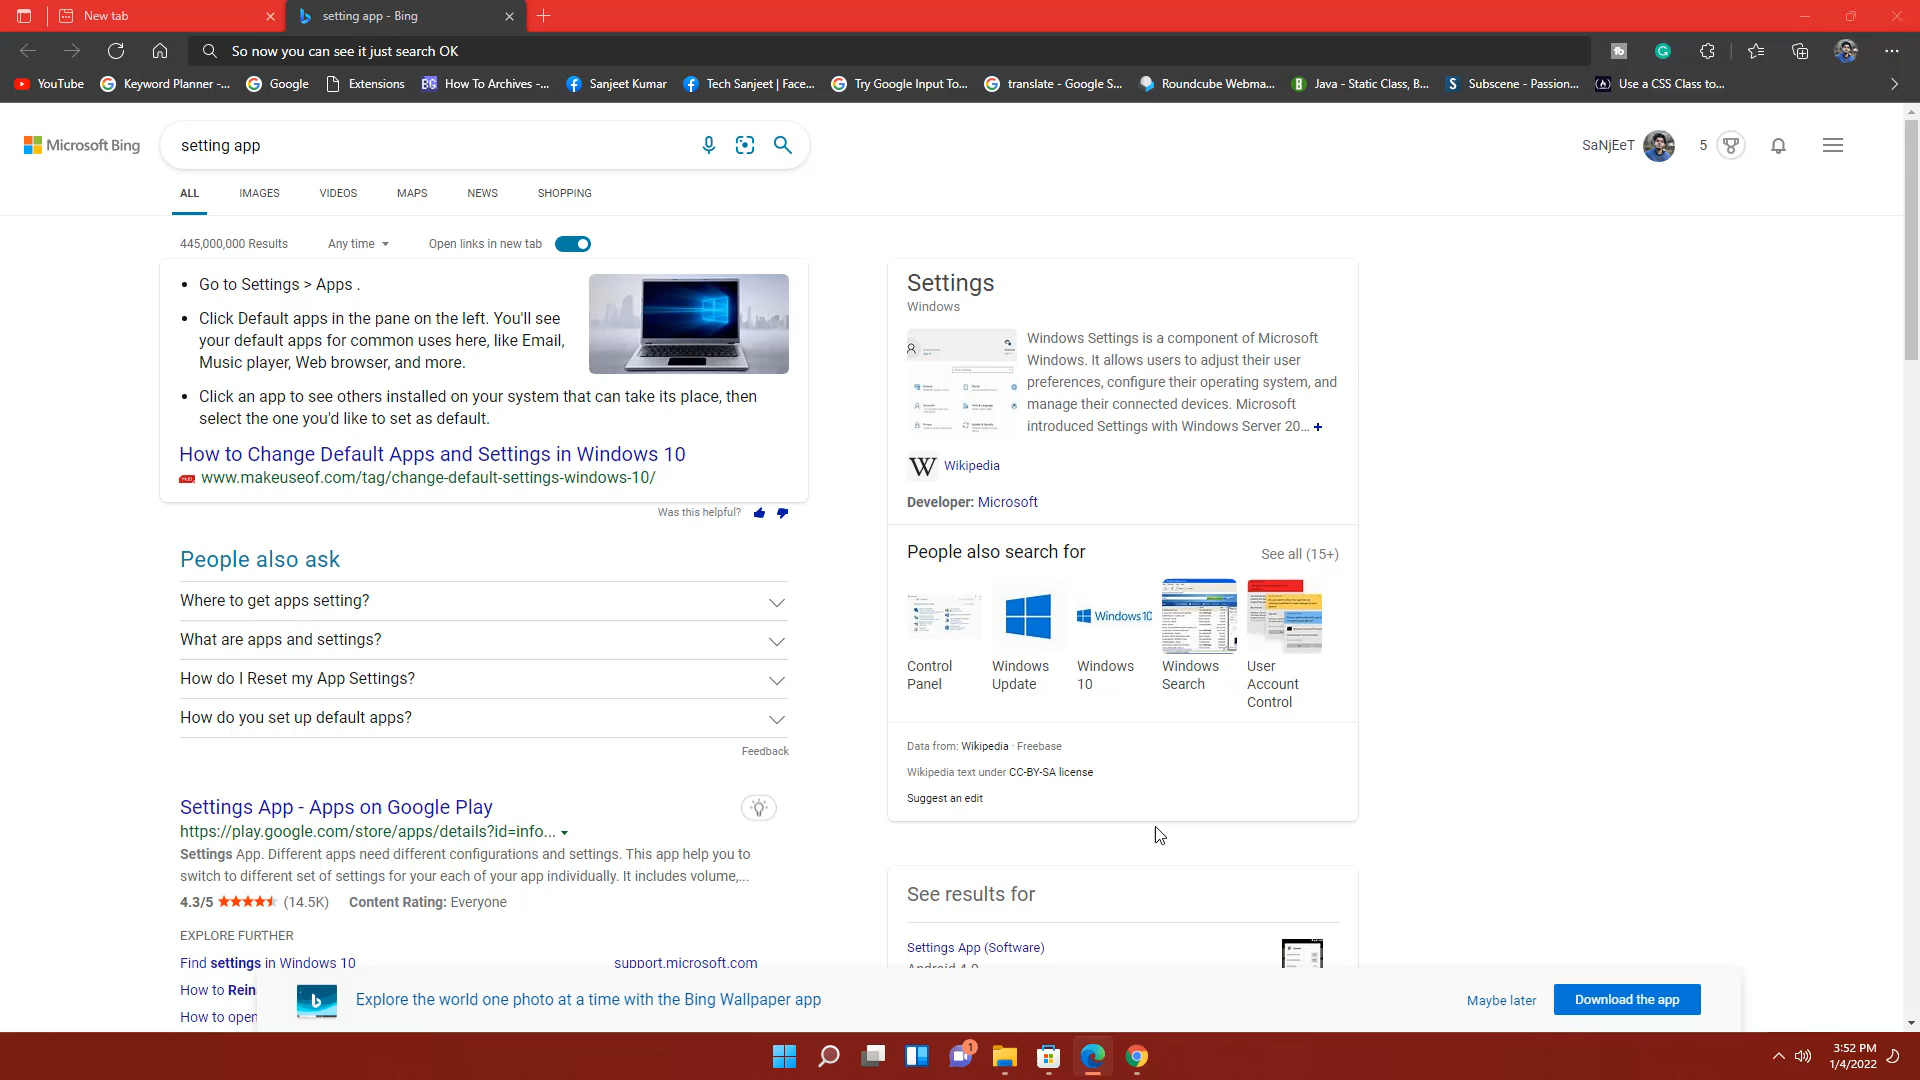 New tab
setting app - Bing
So now you can see it just search OK
YouTube
Keyword Planner -...
Google
Extensions
How To Archives -...
Sanjeet Kumar
Tech Sanjeet | Face...
Try Google Input To...
translate - Google S...
Roundcube Webma...
Java - Static Class, B...
Subscene - Passion...
Use a CSS Class to...
Microsoft Bing
setting app
SaNjEeT
5
ALL
IMAGES
VIDEOS
MAPS
NEWS
SHOPPING
445,000,000 Results
Any time
Open links in new tab
Go to Settings > Apps .
Click Default apps in the pane on the left. You'll see
your default apps for common uses here, like Email,
Music player, Web browser, and more.
Click an app to see others installed on your system that can take its place, then
select the one you'd like to set as default.
How to Change Default Apps and Settings in Windows 10
www.makeuseof.com/tag/change-default-settings-windows-10/
Was this helpful?
People also ask
Where to get apps setting?
What are apps and settings?
How do I Reset my App Settings?
How do you set up default apps?
Feedback
Settings App - Apps on Google Play
https://play.google.com/store/apps/details?id=info...
Settings App. Different apps need different configurations and settings. This app help you to
switch to different set of settings for your each of your app individually. It includes volume,...
4.3/5 (14.5K) Content Rating: Everyone
EXPLORE FURTHER
Find settings in Windows 10
support.microsoft.com
How to Rein
How to open
Settings
Windows
Windows Settings is a component of Microsoft
Windows. It allows users to adjust their user
preferences, configure their operating system, and
manage their connected devices. Microsoft
introduced Settings with Windows Server 20... +
W Wikipedia
Developer: Microsoft
People also search for
See all (15+)
Windows 10
Control
Panel
Windows
Update
Windows
10
Windows
Search
User
Account
Control
Data from: Wikipedia · Freebase
Wikipedia text under CC-BY-SA license
Suggest an edit
See results for
Settings App (Software)
Android 4.0
Explore the world one photo at a time with the Bing Wallpaper app
Maybe later
Download the app
1
3:52 PM
1/4/2022